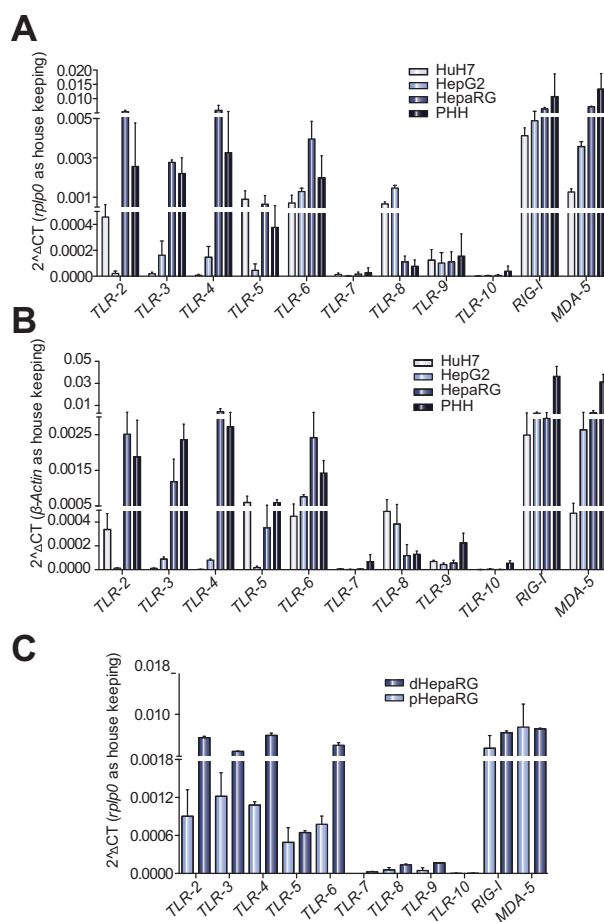 A
2^ΔCT (rplp0 as house keeping)
0.020
0.015
0.010
0.005
0.003
0.001
0.0004
0.0002
0.0000
HuH7
HepG2
HepaRG
PHH
TLR-2
TLR-3
TLR-4
TLR-5
TLR-6
TLR-7
TLR-8
TLR-9
TLR-10
RIG-I
MDA-5
B
2^ΔCT (β-Actin as house keeping)
0.05
0.03
0.01
0.0025
0.0015
0.0005
0.0004
0.0002
0.0000
HuH7
HepG2
HepaRG
PHH
TLR-2
TLR-3
TLR-4
TLR-5
TLR-6
TLR-7
TLR-8
TLR-9
TLR-10
RIG-I
MDA-5
C
2^ΔCT (rplp0 as house keeping)
0.018
0.010
0.0018
0.0012
0.0006
0.0000
dHepaRG
pHepaRG
TLR-2
TLR-3
TLR-4
TLR-5
TLR-6
TLR-7
TLR-8
TLR-9
TLR-10
RIG-I
MDA-5